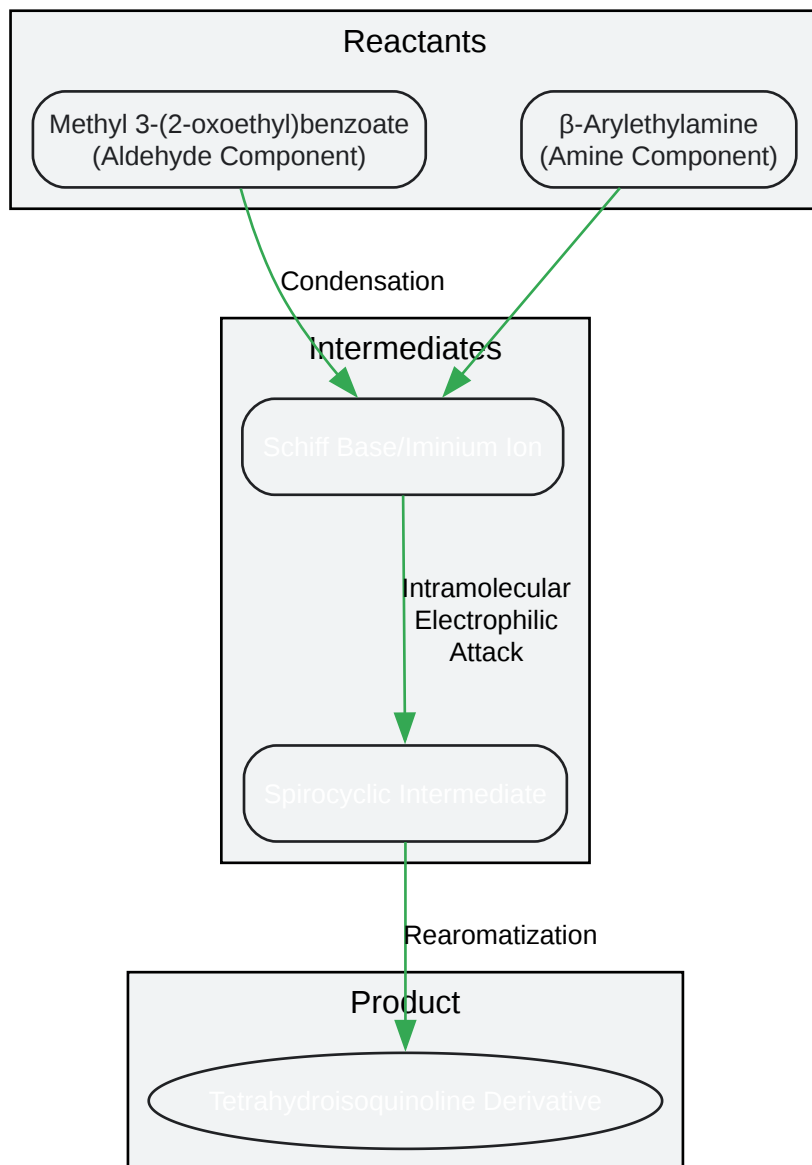 Reactants
Methyl 3-(2-oxoethyl)benzoate
(Aldehyde Component)
β-Arylethylamine
(Amine Component)
Condensation
Intermediates
Schiff Base/Iminium Ion
Intramolecular
Electrophilic
Attack
Spirocyclic Intermediate
Rearomatization
Product
Tetrahydroisoquinoline Derivative